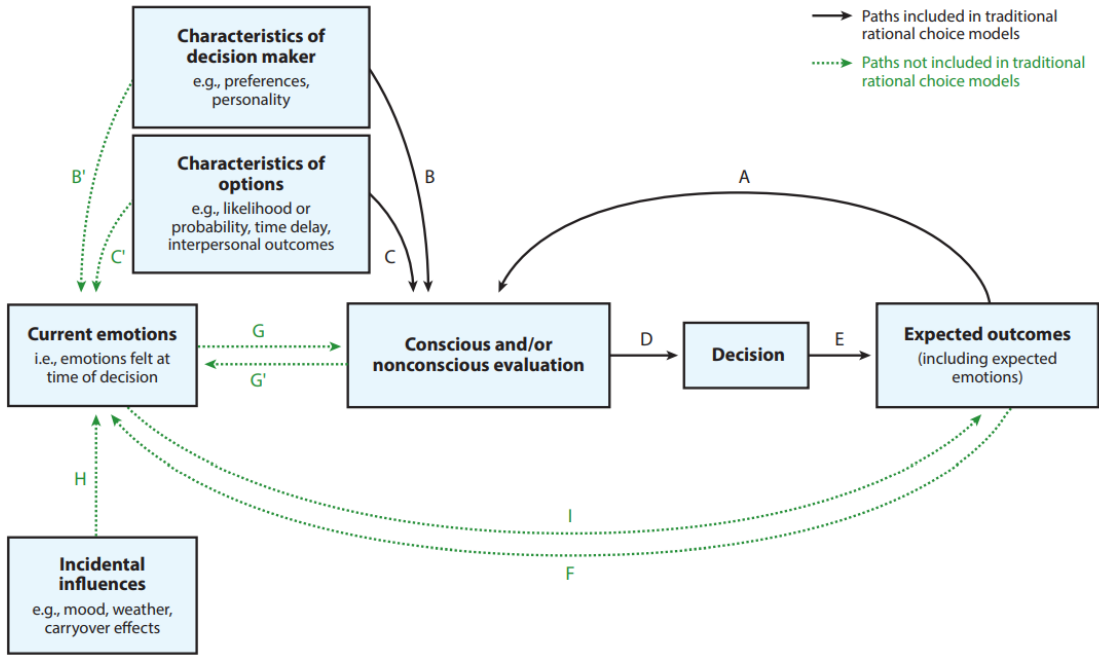 Characteristics of
decision maker
e.g., preferences,
personality
Paths included in traditional
rational choice models
Paths not included in traditional
rational choice models
Characteristics of
options
e.g., likelihood or
probability, time delay,
interpersonal outcomes
B'
B
A
C'
C
Current emotions
i.e., emotions felt at
time of decision
G
G'
Conscious and/or
nonconscious evaluation
D
Decision
E
Expected outcomes
(including expected
emotions)
H
I
F
Incidental
influences
e.g., mood, weather,
carryover effects